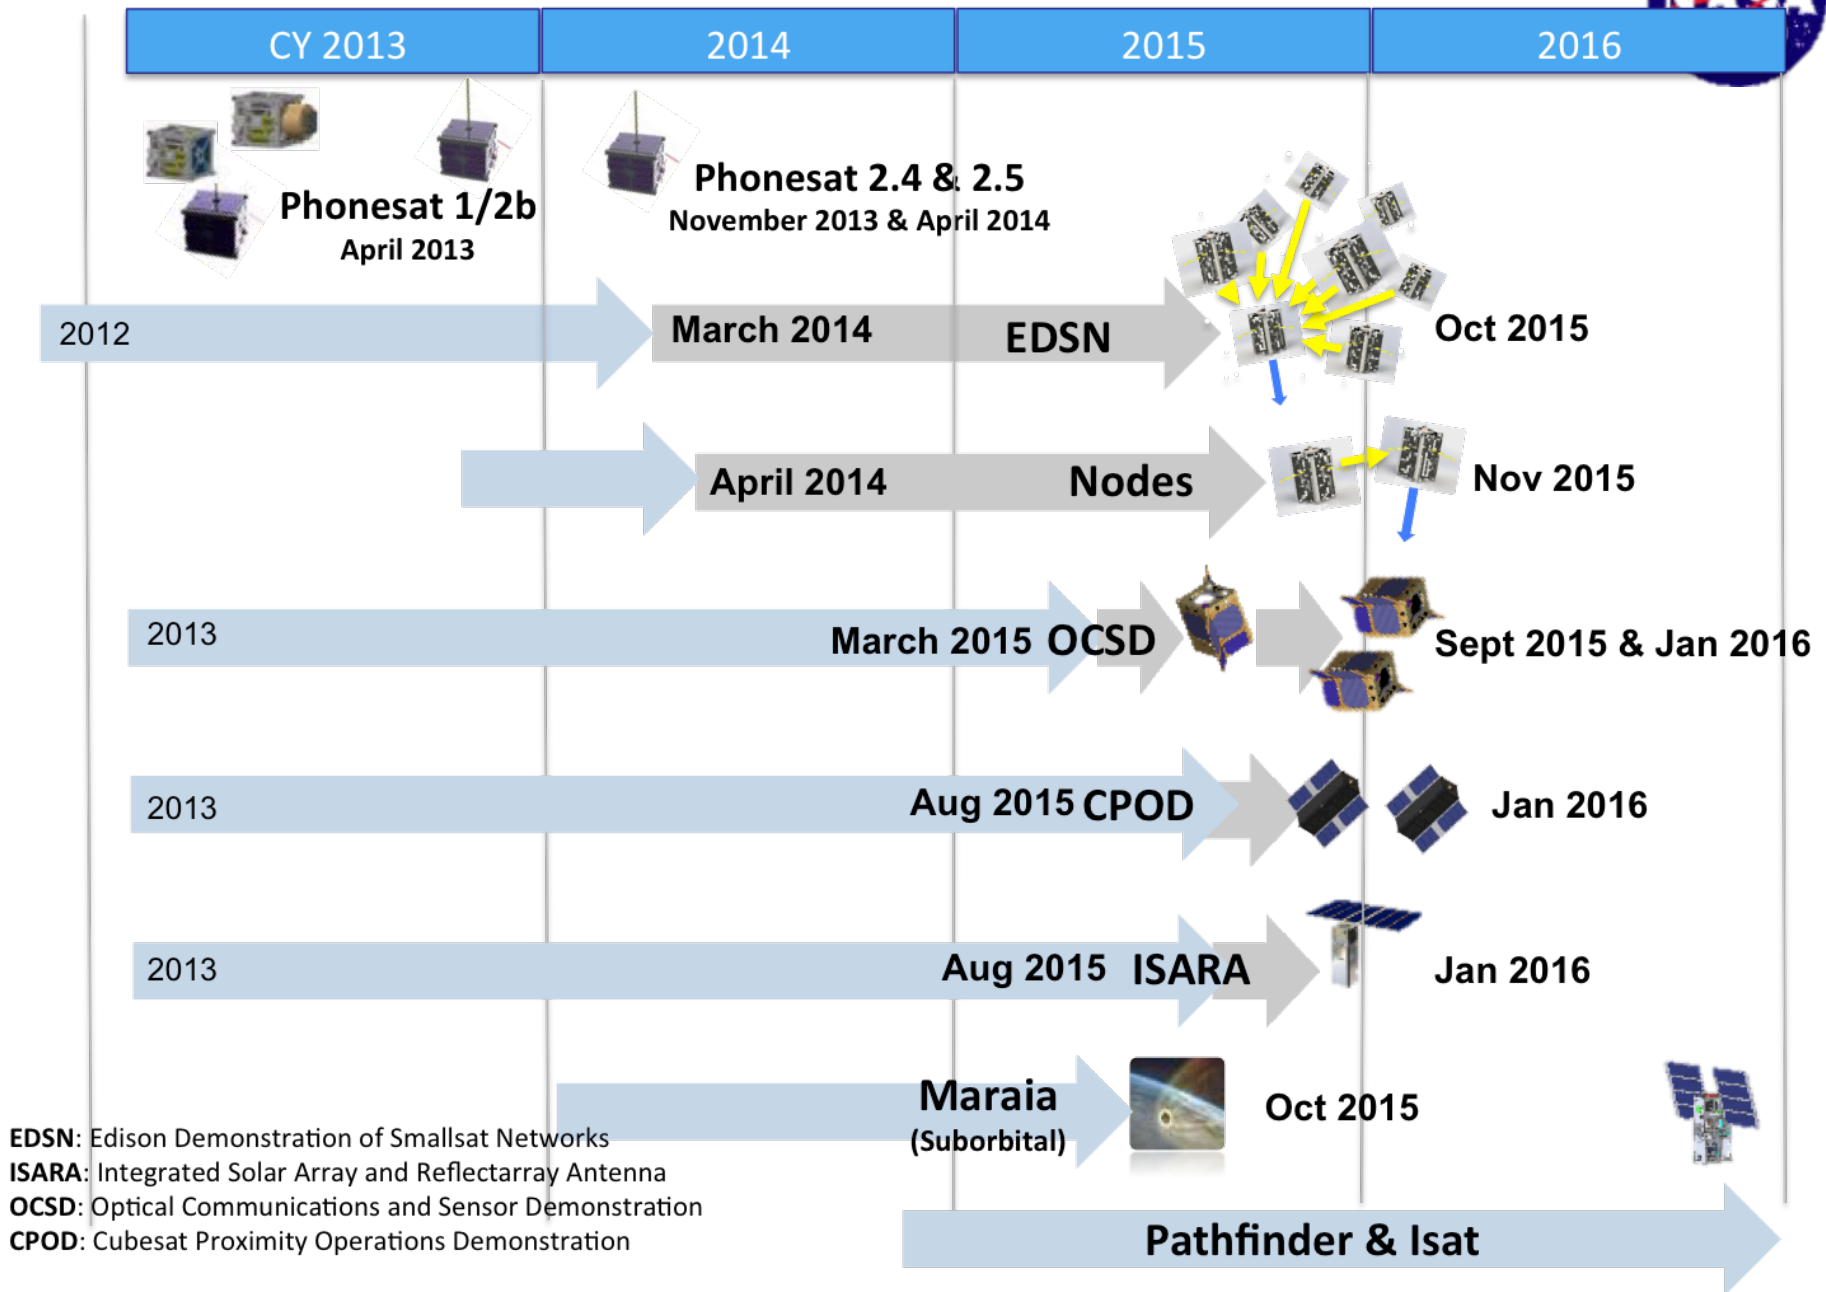 CY 2013
2014
2015
2016
Phonesat 1/2b
April 2013
Phonesat 2.4 & 2.5
November 2013 & April 2014
2012
March 2014
EDSN
Oct 2015
April 2014
Nodes
Nov 2015
2013
March 2015
OCSD
Sept 2015 & Jan 2016
2013
Aug 2015
CPOD
Jan 2016
2013
Aug 2015
ISARA
Jan 2016
Maraia
(Suborbital)
Oct 2015
EDSN: Edison Demonstration of Smallsat Networks
ISARA: Integrated Solar Array and Reflectarray Antenna
OCSD: Optical Communications and Sensor Demonstration
CPOD: Cubesat Proximity Operations Demonstration
Pathfinder & Isat